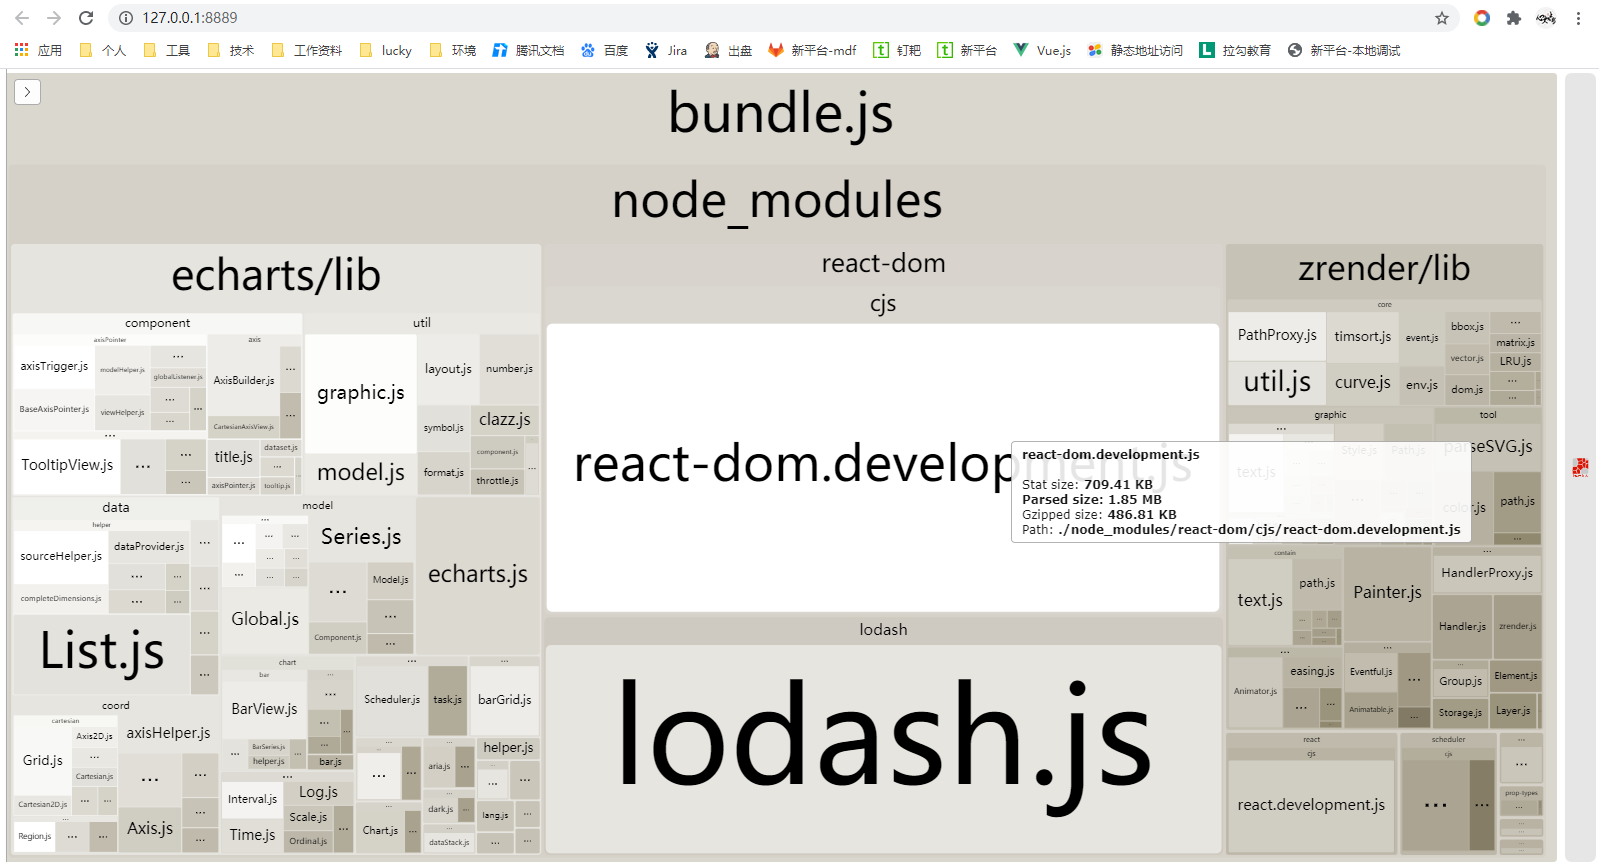 127.0.0.1:8889
应用 个人 工具 技术 工作资料 lucky 环境 腾讯文档 百度 Jira 出盘 新平台-mdf 钉耙 新平台 Vue.js 静态地址访问 拉勾教育 新平台-本地调试
bundle.js
node_modules
echarts/lib
react-dom
zrender/lib
cjs
component
util
axisPointer
axis
axisTrigger.js
modelHelper.js
...
globalListener.js
AxisBuilder.js
...
BaseAxisPointer.js
viewHelper.js
...
...
...
CartesianAxisView.js
...
...
TooltipView.js
...
...
...
title.js
dataset.js
...
axisPointer.js
tooltip.js
graphic.js
layout.js
number.js
model.js
symbol.js
clazz.js
component.js
format.js
throttle.js
...
data
helper
sourceHelper.js
dataProvider.js
...
...
...
completeDimensions.js
...
...
List.js
...
...
model
...
...
...
...
...
...
...
...
Series.js
echarts.js
...
Model.js
Global.js
Component.js
...
...
coord
cartesian
Axis2D.js
axisHelper.js
Grid.js
...
Cartesian.js
Cartesian2D.js
...
...
...
...
...
Region.js
...
...
Axis.js
...
chart
bar
BarView.js
...
...
...
...
...
BarSeries.js
helper.js
...
bar.js
...
Interval.js
Log.js
Scale.js
...
Time.js
Ordinal.js
...
Scheduler.js
task.js
...
barGrid.js
...
...
...
...
aria.js
...
helper.js
...
...
...
Chart.js
...
dark.js
...
lang.js
...
...
dataStack.js
...
...
react-dom.development.js
react-dom.development.js
Stat size: 709.41 KB
Parsed size: 1.85 MB
Gzipped size: 486.81 KB
Path: ./node_modules/react-dom/cjs/react-dom.development.js
lodash
lodash.js
core
PathProxy.js
timsort.js
event.js
bbox.js
...
matrix.js
vector.js
LRU.js
util.js
curve.js
env.js
dom.js
...
...
graphic
tool
...
text.js
Style.js
Path.js
parseSVG.js
color.js
path.js
...
contain
text.js
path.js
...
...
...
...
...
Painter.js
...
HandlerProxy.js
Handler.js
zrender.js
...
Animator.js
easing.js
...
...
...
...
Eventful.js
...
Animatable.js
...
...
Group.js
Element.js
Storage.js
Layer.js
...
react
cjs
react.development.js
scheduler
cjs
...
...
...
...
prop-types
...
...
...
...